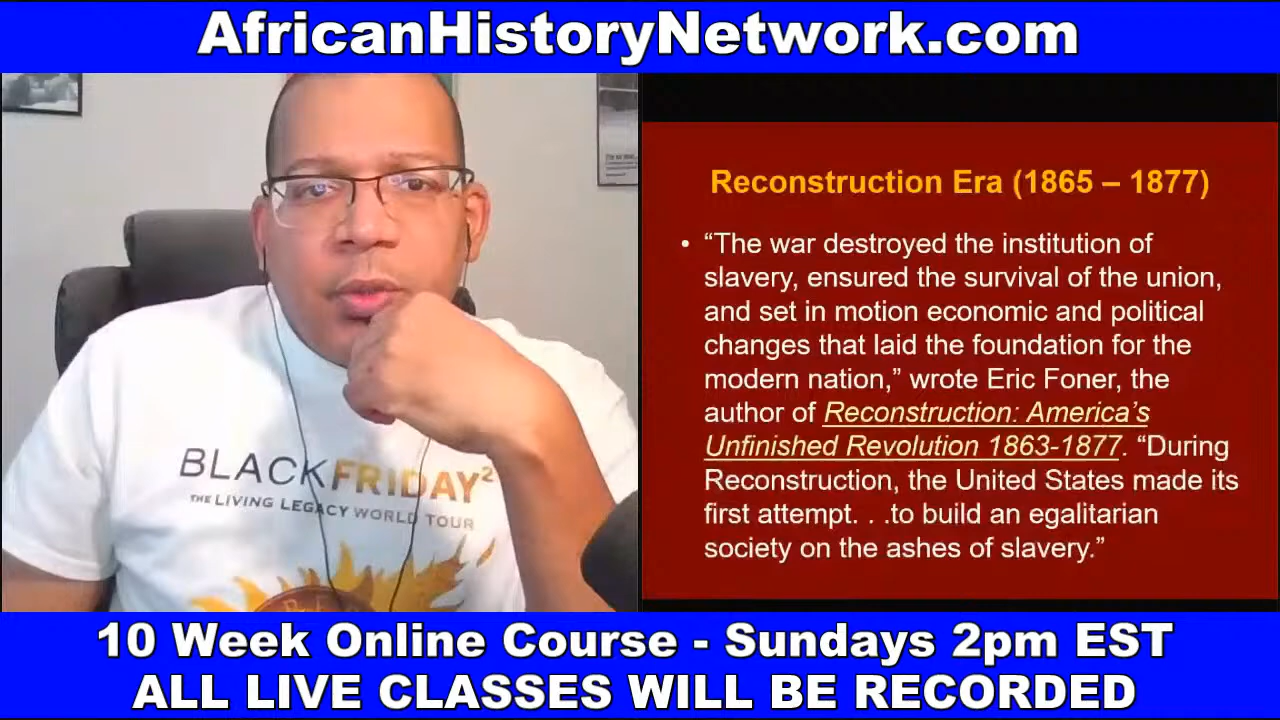 AfricanHistoryNetwork.com
Reconstruction Era (1865 – 1877)
• “The war destroyed the institution of
slavery, ensured the survival of the union,
and set in motion economic and political
changes that laid the foundation for the
modern nation,” wrote Eric Foner, the
author of Reconstruction: America’s
Unfinished Revolution 1863-1877. “During
Reconstruction, the United States made its
first attempt. . .to build an egalitarian
society on the ashes of slavery.”
BLACKFRIDAY²
THE LIVING LEGACY WORLD TOUR
10 Week Online Course - Sundays 2pm EST
ALL LIVE CLASSES WILL BE RECORDED